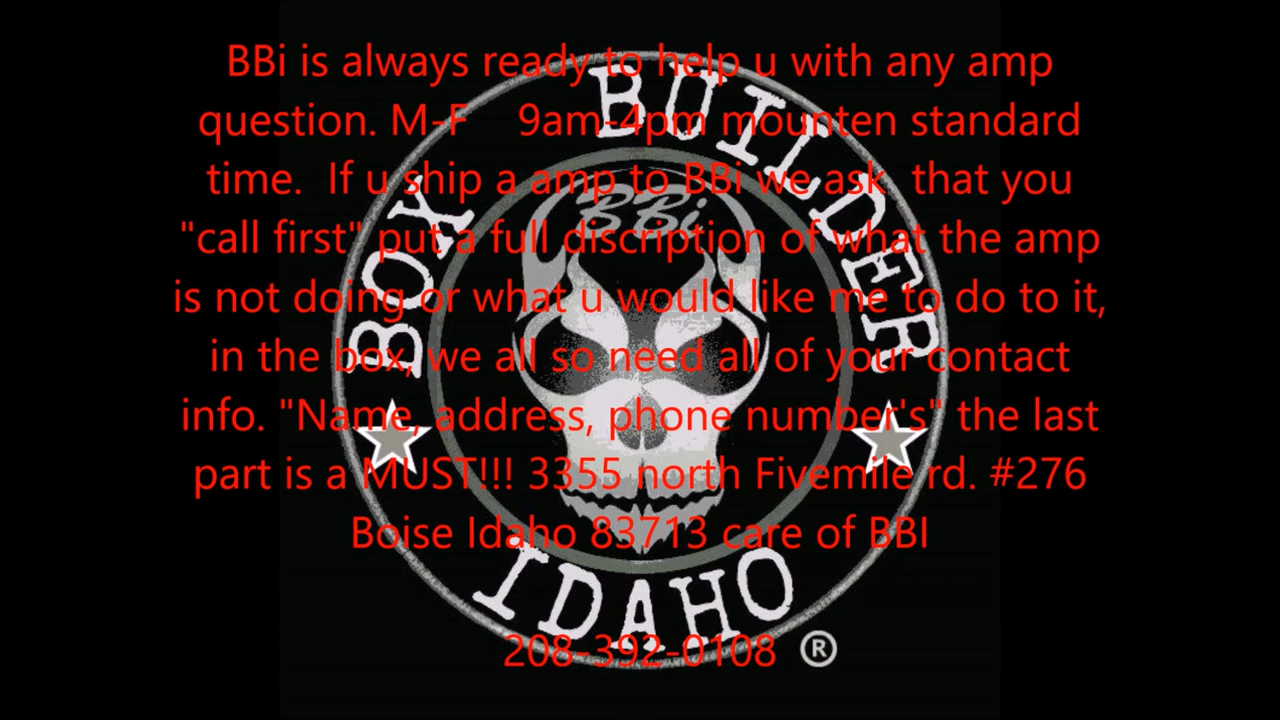 BBi is always ready to help u with any amp
question. M-F 9am-4pm mounten standard
time. If u ship a amp to BBi we ask that you
"call first" put a full discription of what the amp
is not doing or what u would like me to do to it,
in the box, we all so need all of your contact
info. "Name, address, phone number's" the last
part is a MUST!!! 3355 north Fivemile rd. #276
Boise Idaho 83713 care of BBI
208-392-0108 ®
BOX BUILDER
BBi
IDAHO